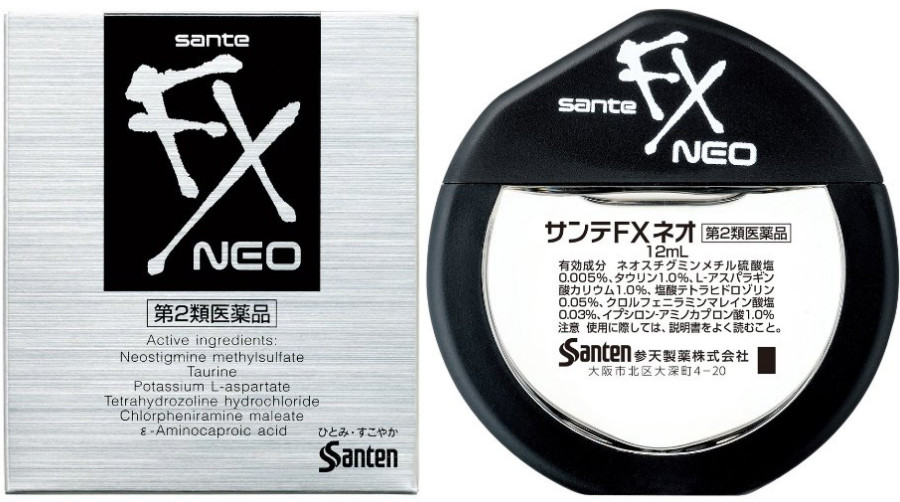 sante
FX
NEO
第2類医薬品
Active ingredients:
Neostigmine methylsulfate
Taurine
Potassium L-aspartate
Tetrahydrozoline hydrochloride
Chlorpheniramine maleate
ε-Aminocaproic acid
ひとみ・すこやか
Santen
sante FX
NEO
サンテFXネオ 第2類医薬品
12mL
有効成分 ネオスチグミンメチル硫酸塩
0.005%、タウリン1.0%、L-アスパラギン
酸カリウム1.0%、塩酸テトラヒドロゾリン
0.05%、クロルフェニラミンマレイン酸塩
0.03%、イプシロン-アミノカプロン酸1.0%
注意 使用に際しては、説明書をよく読むこと。
Santen 参天製薬株式会社
大阪市北区大深町4-20